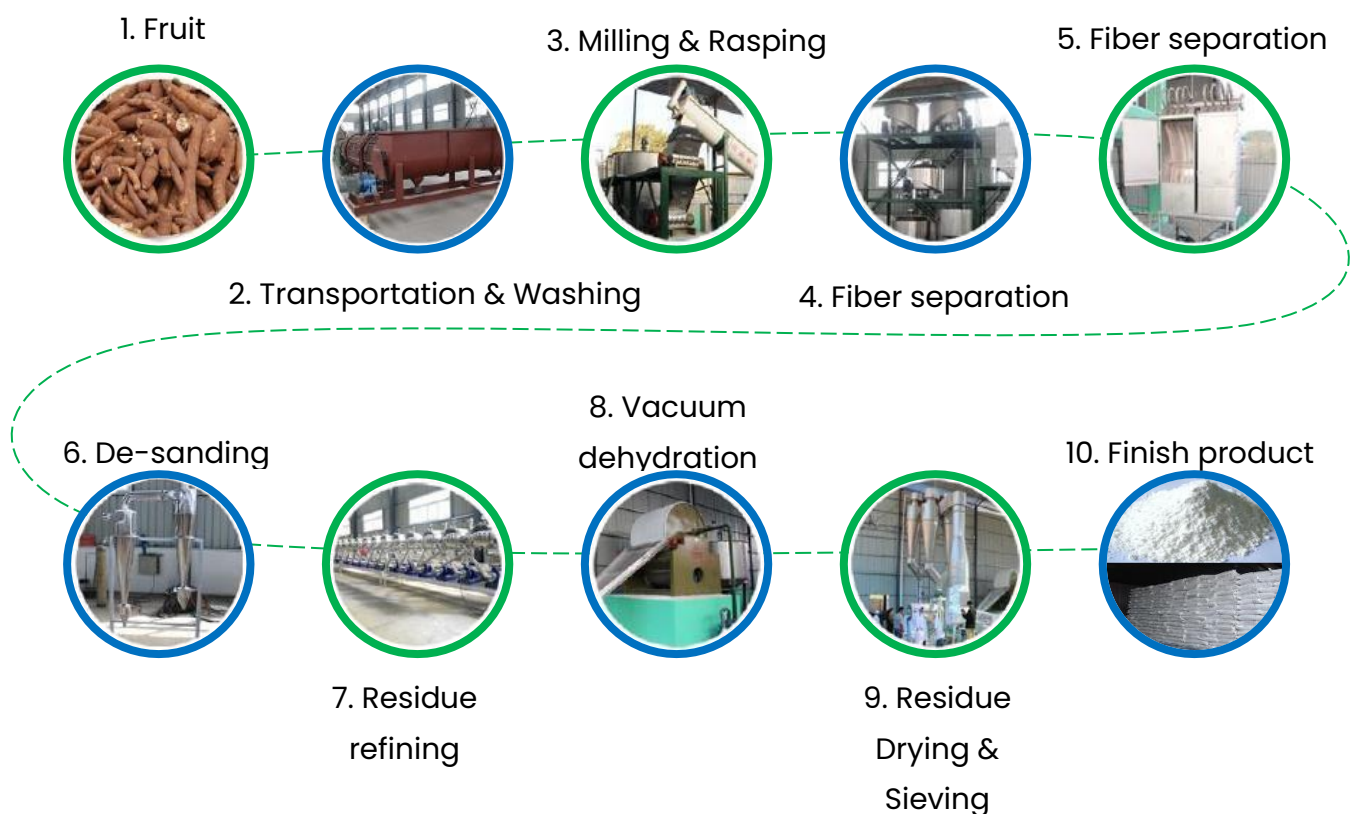 1. Fruit
2. Transportation & Washing
3. Milling & Rasping
4. Fiber separation
5. Fiber separation
6. De-sanding
7. Residue
refining
8. Vacuum
dehydration
9. Residue
Drying &
Sieving
10. Finish product